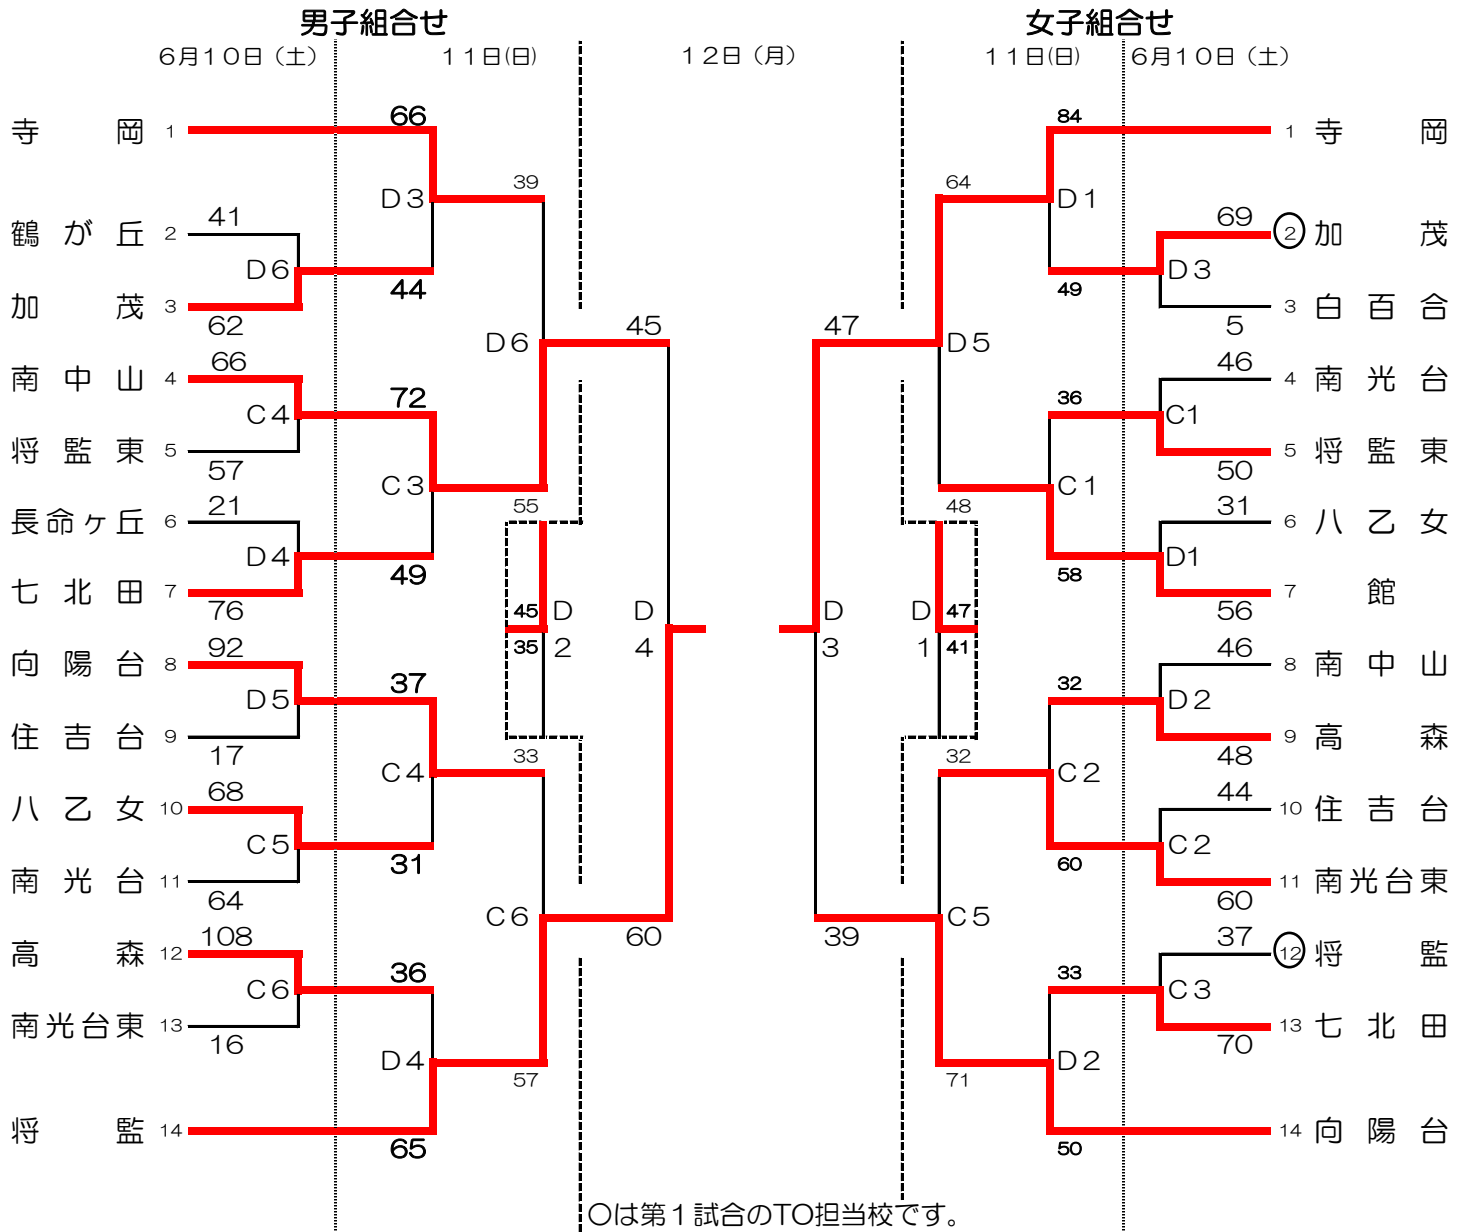 男子組合せ 女子組合せ
6月10日（土） 11日(日) 12日（月） 11日(日) 6月10日（土）
66 84
寺岡 1 1 寺岡
39 64
D3 D1
41 69
鶴が丘 2 ② 加茂
D6 D3
44 49
加茂 3 3 白百合
62 5
45 47
D6 D5
66 46
南中山 4 4 南光台
72 36
C4 C1
将監東 5 5 将監東
57 50
C3 C1
21 55 48 31
長命ヶ丘 6 6 八乙女
D4 D1
49 58
七北田 7 7 館
76 56
45 D D D 47
35 2 4 3 1 41
92 46
向陽台 8 8 南中山
37 32
D5 D2
住吉台 9 9 高森
17 33 32 48
C4 C2
68 44
八乙女 10 10 住吉台
C5 C2
31 60
南光台 11 11 南光台東
64 60
C6 C5
108 60 39 37
高森 12 ⑫ 将監
36 33
C6 C3
南光台東 13 13 七北田
16 70
D4 D2
57 71
将監 14 14 向陽台
65 50
〇は第１試合のTO担当校です。